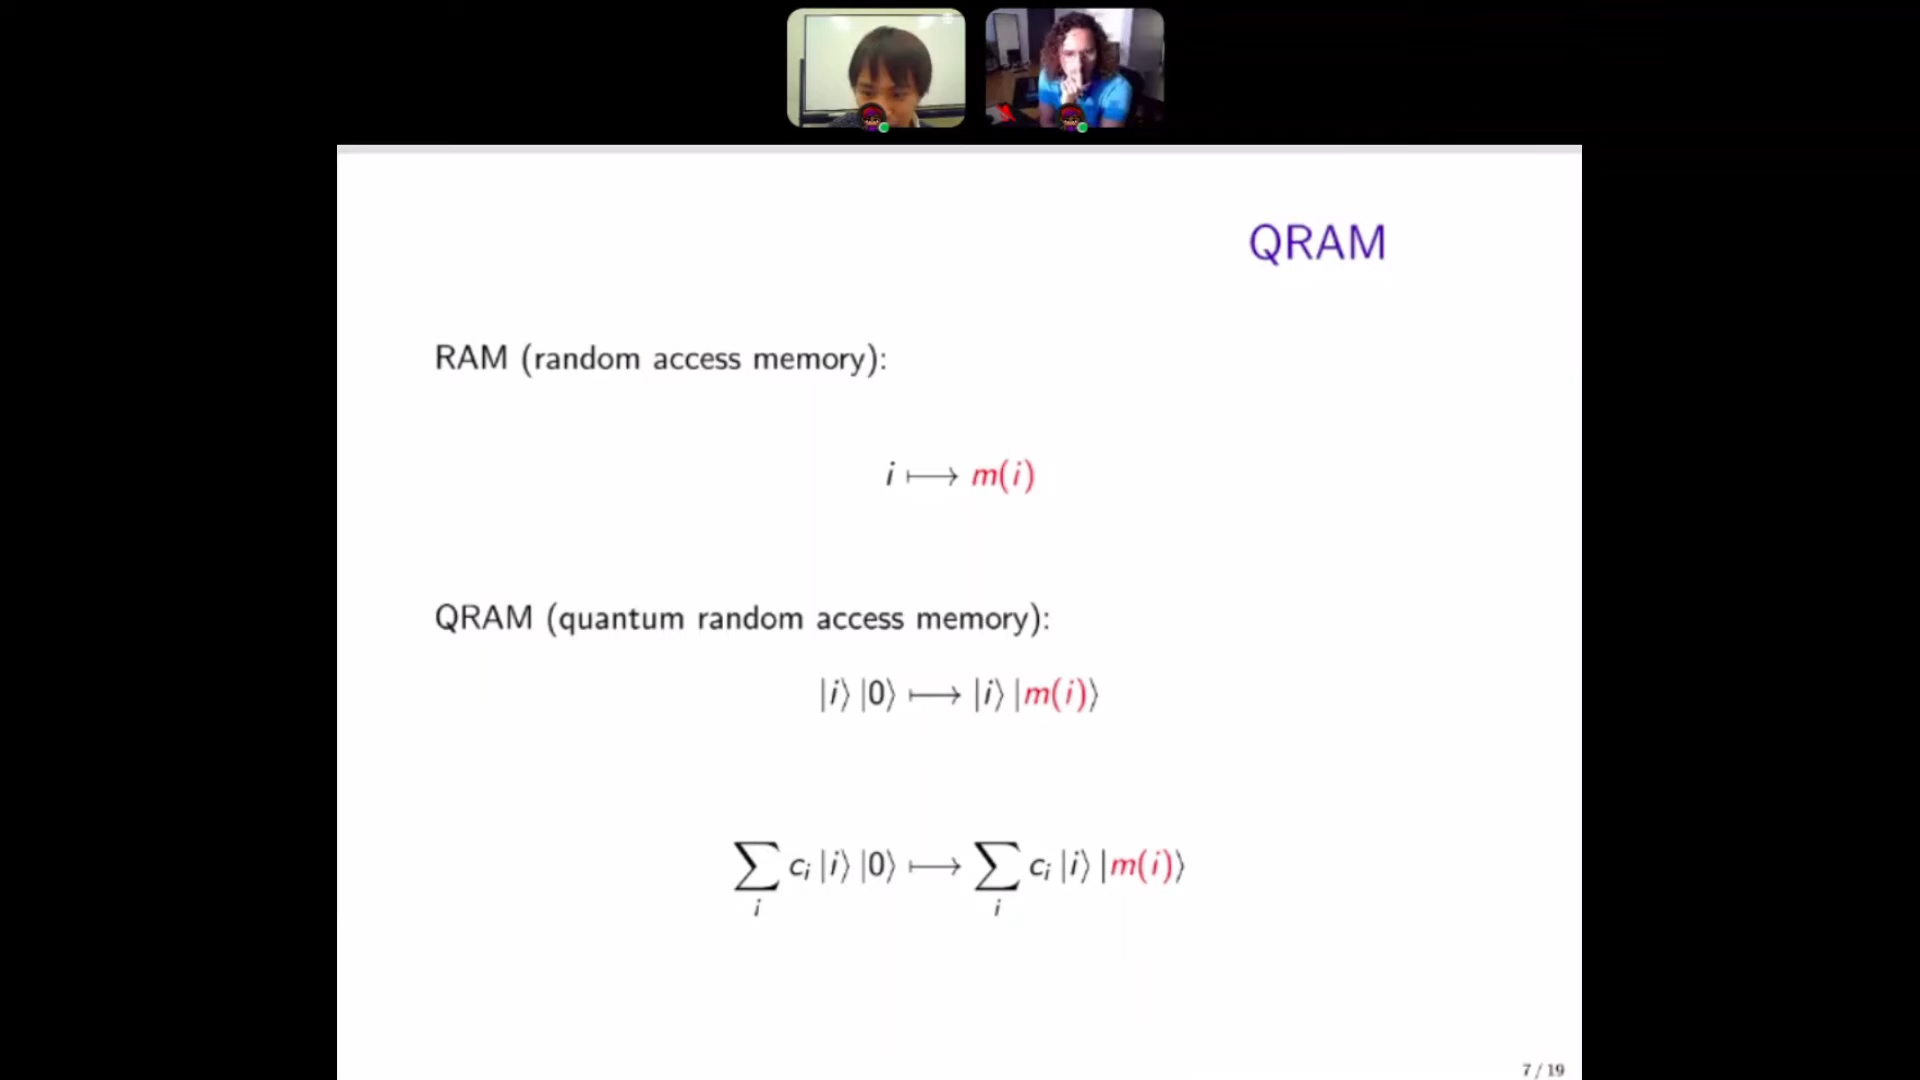 QRAM
RAM (random access memory):
i ⟼ m(i)
QRAM (quantum random access memory):
|i⟩ |0⟩ ⟼ |i⟩ |m(i)⟩
∑_i c_i |i⟩ |0⟩ ⟼ ∑_i c_i |i⟩ |m(i)⟩
7 / 19